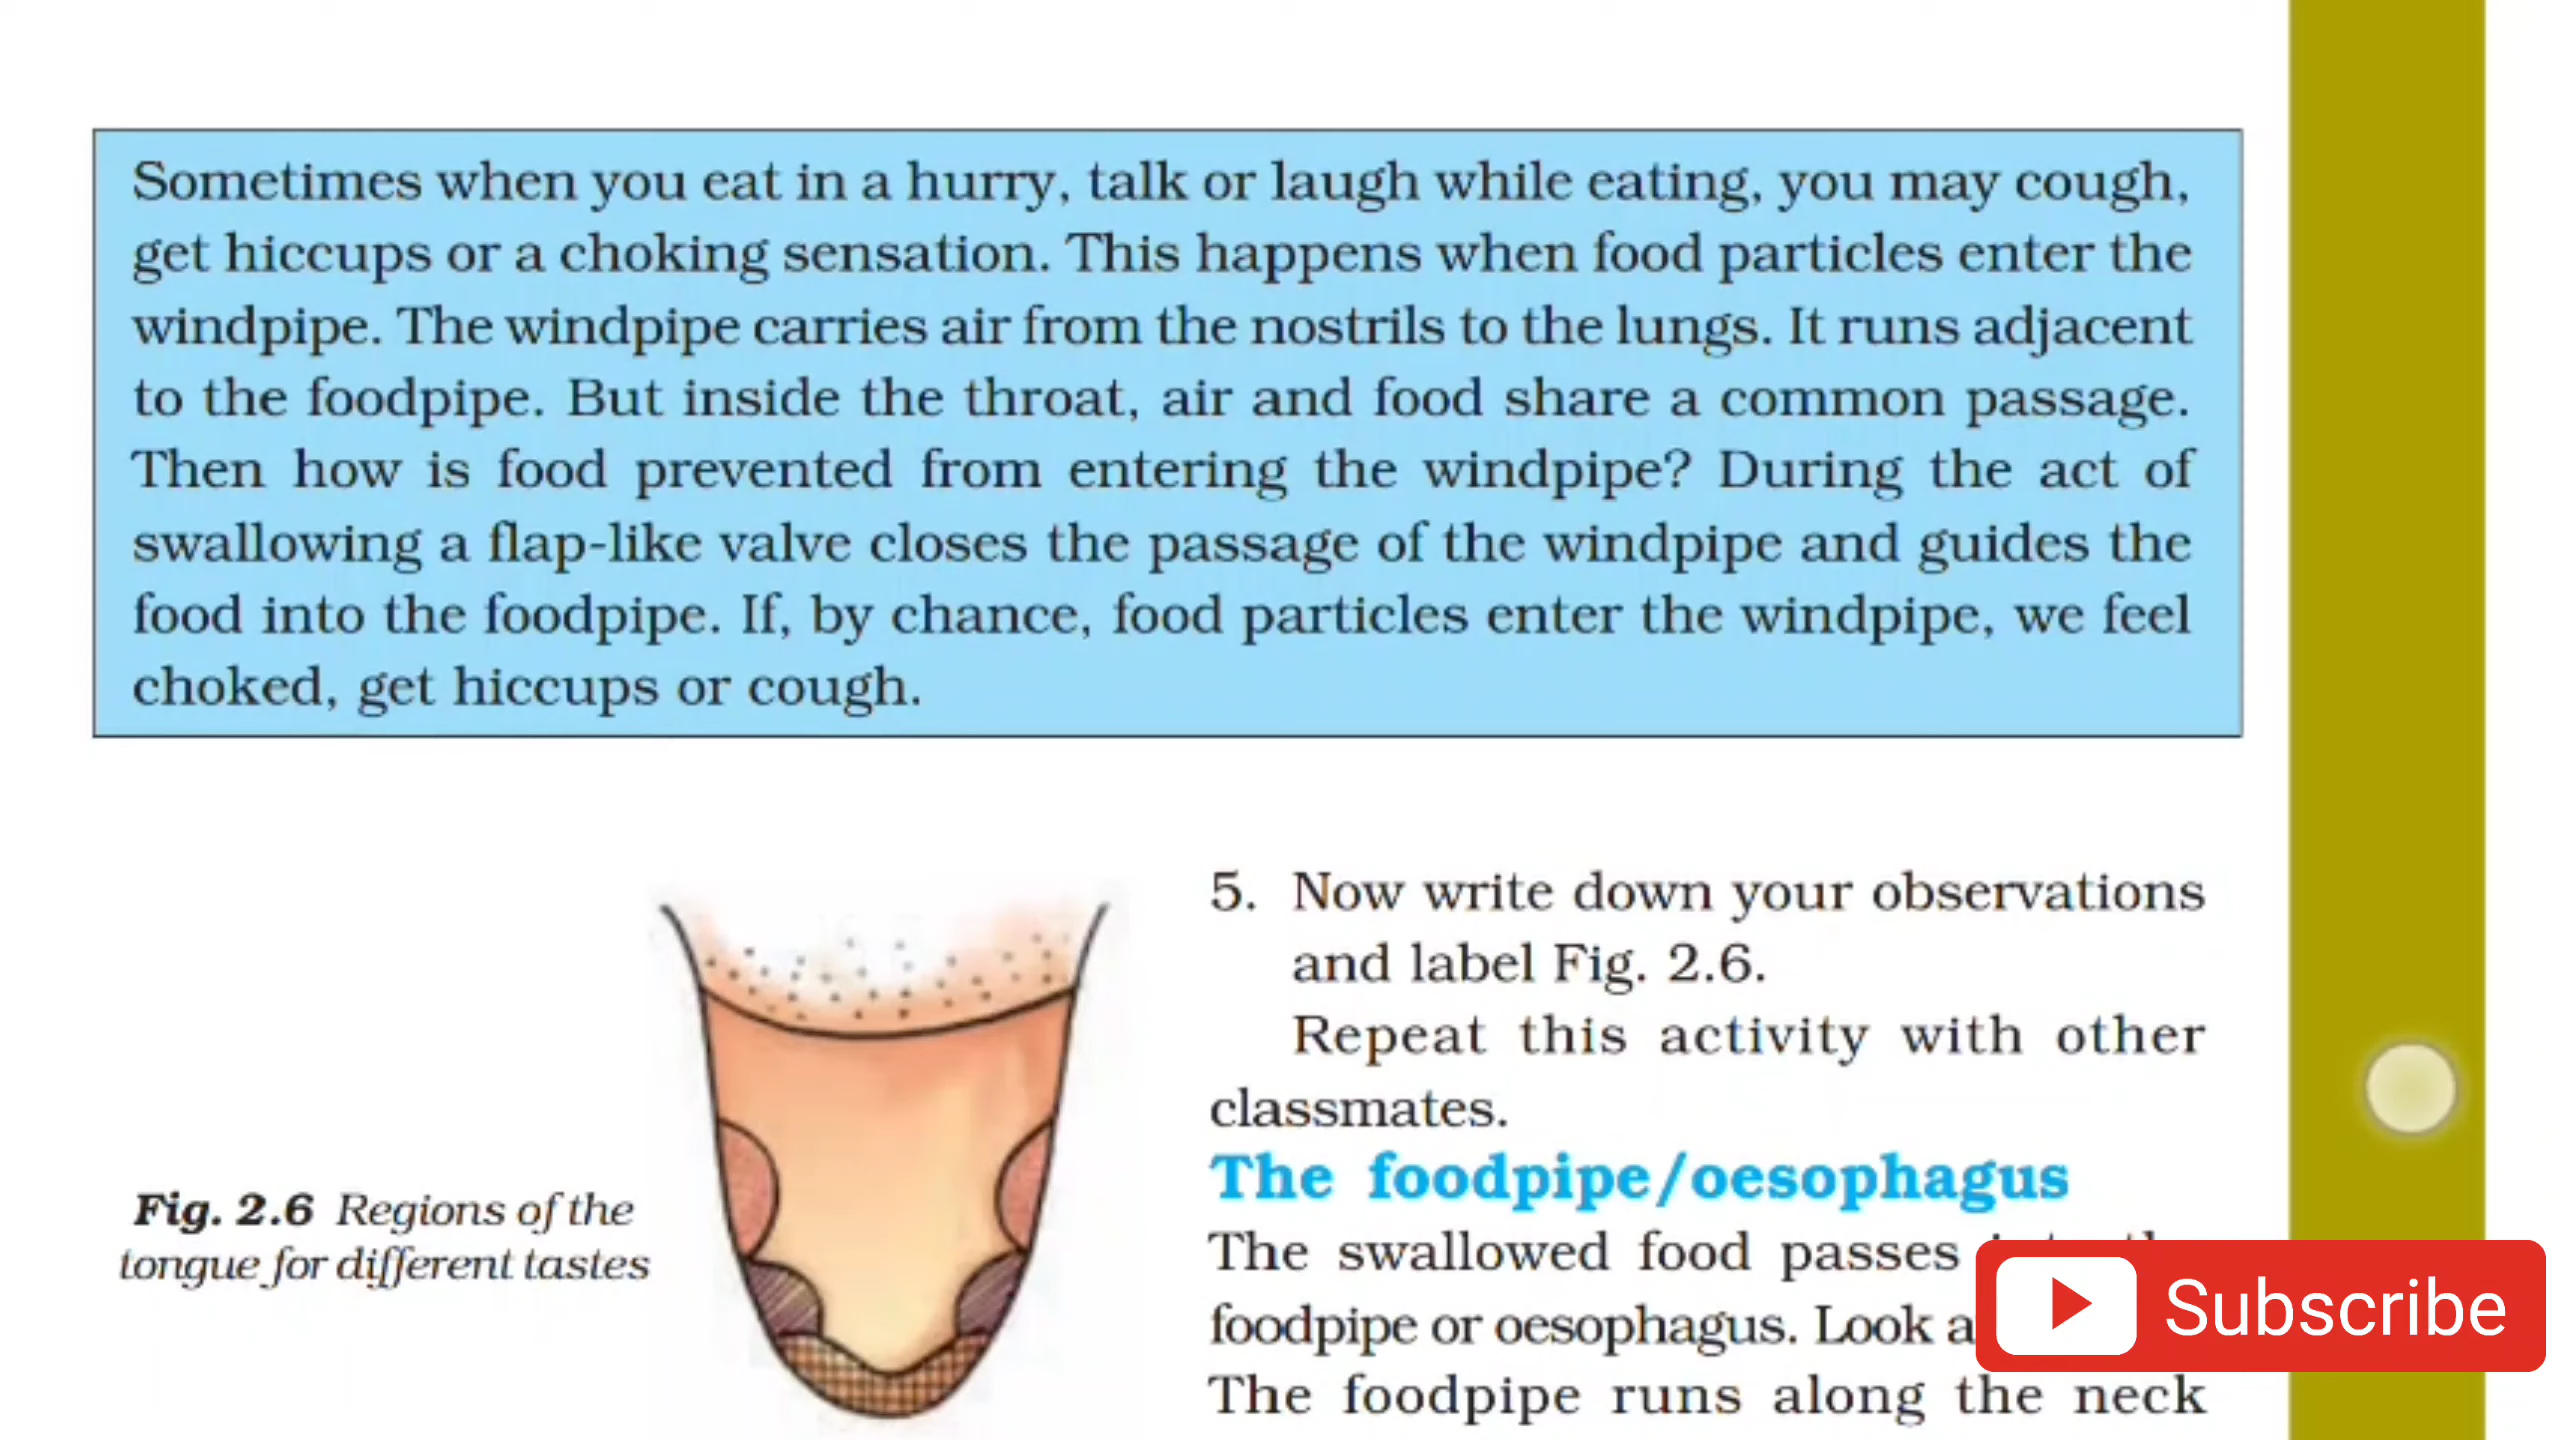 Sometimes when you eat in a hurry, talk or laugh while eating, you may cough,
get hiccups or a choking sensation. This happens when food particles enter the
windpipe. The windpipe carries air from the nostrils to the lungs. It runs adjacent
to the foodpipe. But inside the throat, air and food share a common passage.
Then how is food prevented from entering the windpipe? During the act of
swallowing a flap-like valve closes the passage of the windpipe and guides the
food into the foodpipe. If, by chance, food particles enter the windpipe, we feel
choked, get hiccups or cough.
Fig. 2.6 Regions of the
tongue for different tastes
5. Now write down your observations
and label Fig. 2.6.
Repeat this activity with other
classmates.
The foodpipe/oesophagus
The swallowed food passes
foodpipe or oesophagus. Look
The foodpipe runs along the neck
Subscribe